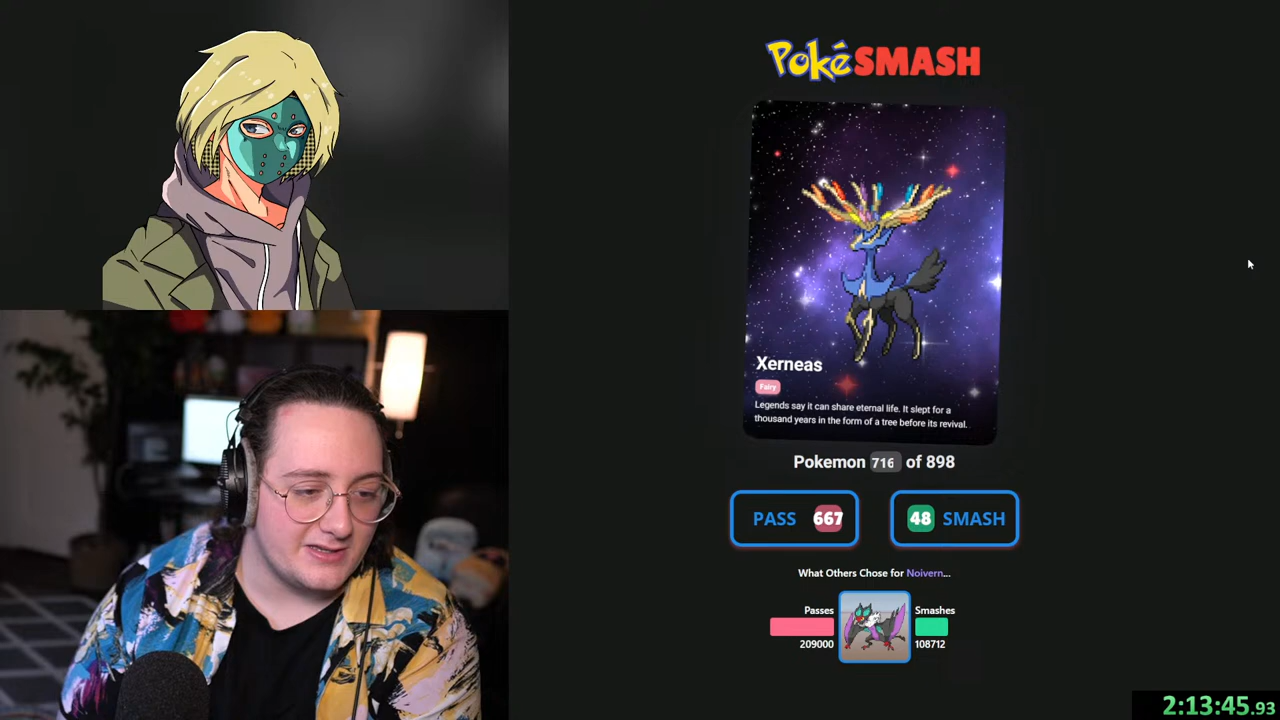 PokéSMASH
Xerneas
Fairy
Legends say it can share eternal life. It slept for a
thousand years in the form of a tree before its revival.
Pokemon 716 of 898
PASS 667
48 SMASH
What Others Chose for Noivern...
Passes
209000
Smashes
108712
2:13:45.93